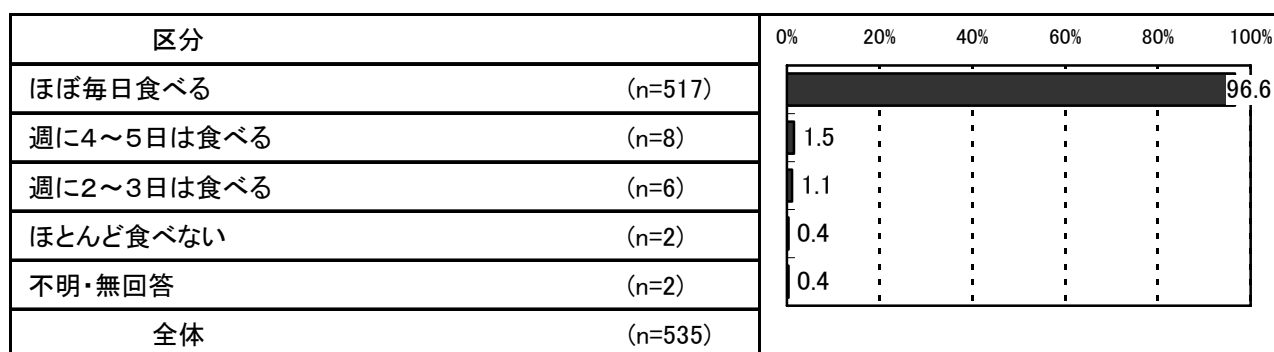 区分 0% 20% 40% 60% 80% 100%
ほぼ毎日食べる (n=517) 96.6
週に4～5日は食べる (n=8) 1.5
週に2～3日は食べる (n=6) 1.1
ほとんど食べない (n=2) 0.4
不明・無回答 (n=2) 0.4
全体 (n=535)